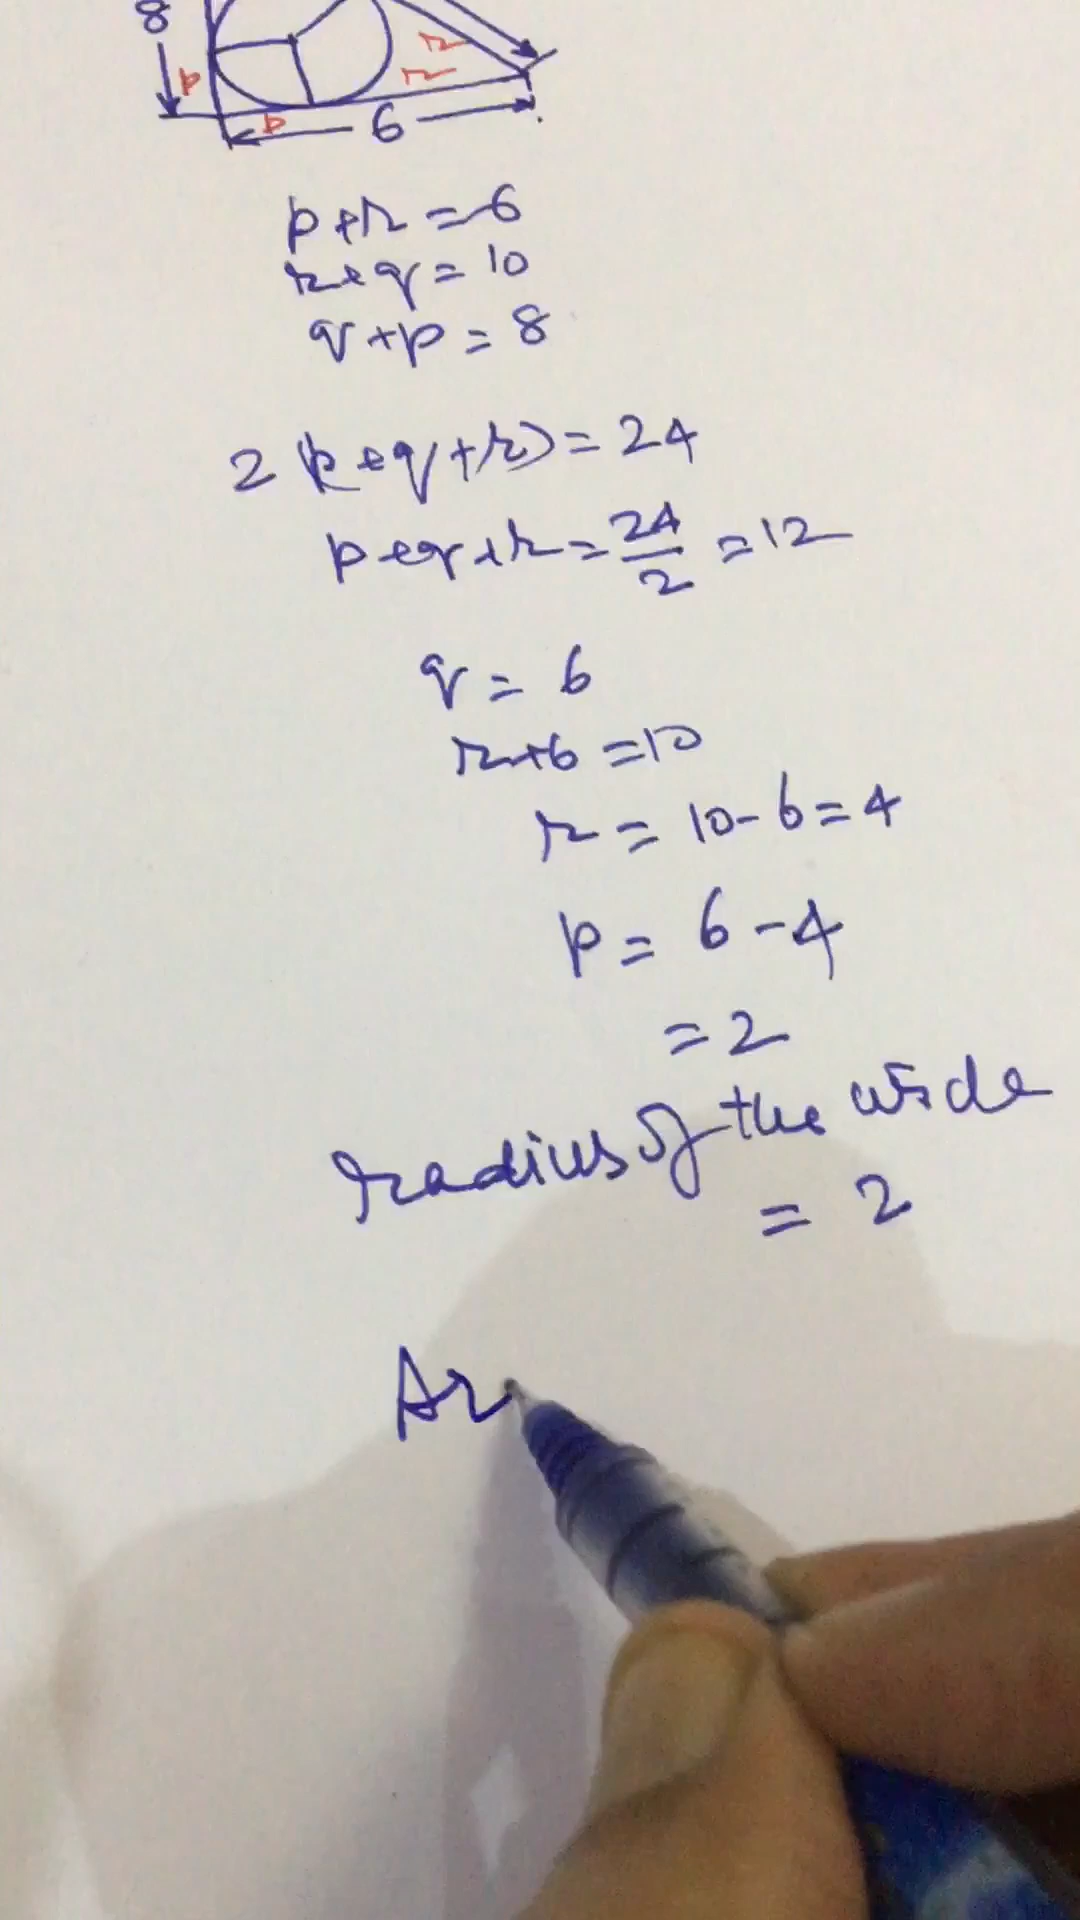 8
r
r
p
p
6
p+r=6
r+q=10
q+p=8
2(p+q+r)=24
p+q+r=24/2=12
q=6
r+6=10
r=10-6=4
p=6-4
=2
radius of the circle
=2
Ar